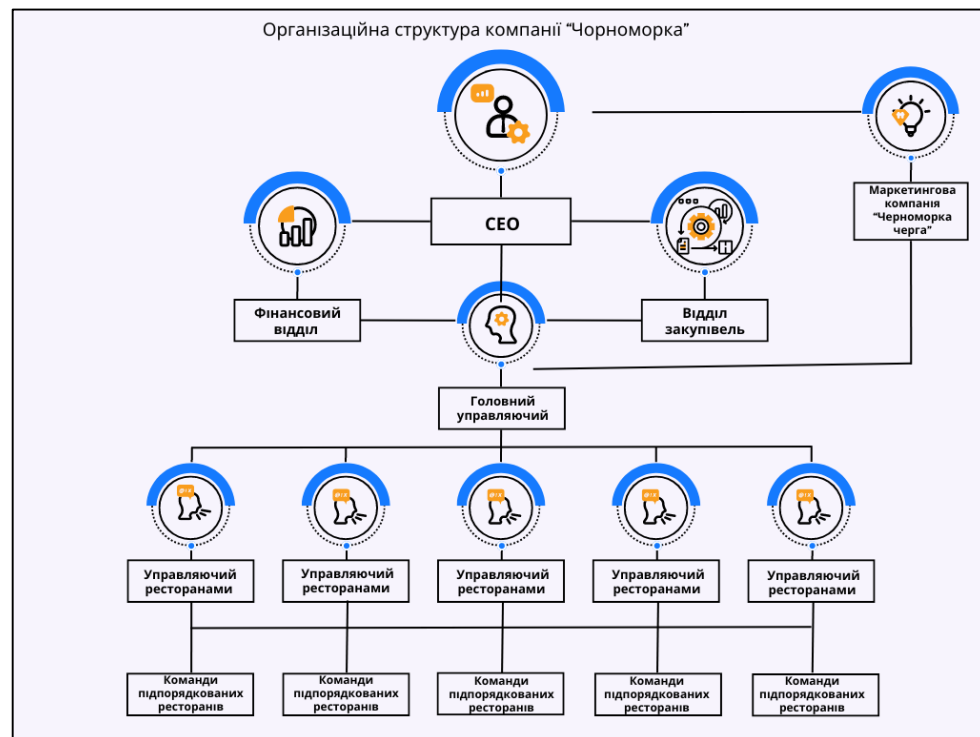 Організаційна структура компанії “Чорноморка”
Маркетингова
компанія
“Черноморка
черга”
CEO
Фінансовий
відділ
Відділ
закупівель
Головний
управляючий
Управляючий
ресторанами
Управляючий
ресторанами
Управляючий
ресторанами
Управляючий
ресторанами
Управляючий
ресторанами
Команди
підпорядкованих
ресторанів
Команди
підпорядкованих
ресторанів
Команди
підпорядкованих
ресторанів
Команди
підпорядкованих
ресторанів
Команди
підпорядкованих
ресторанів